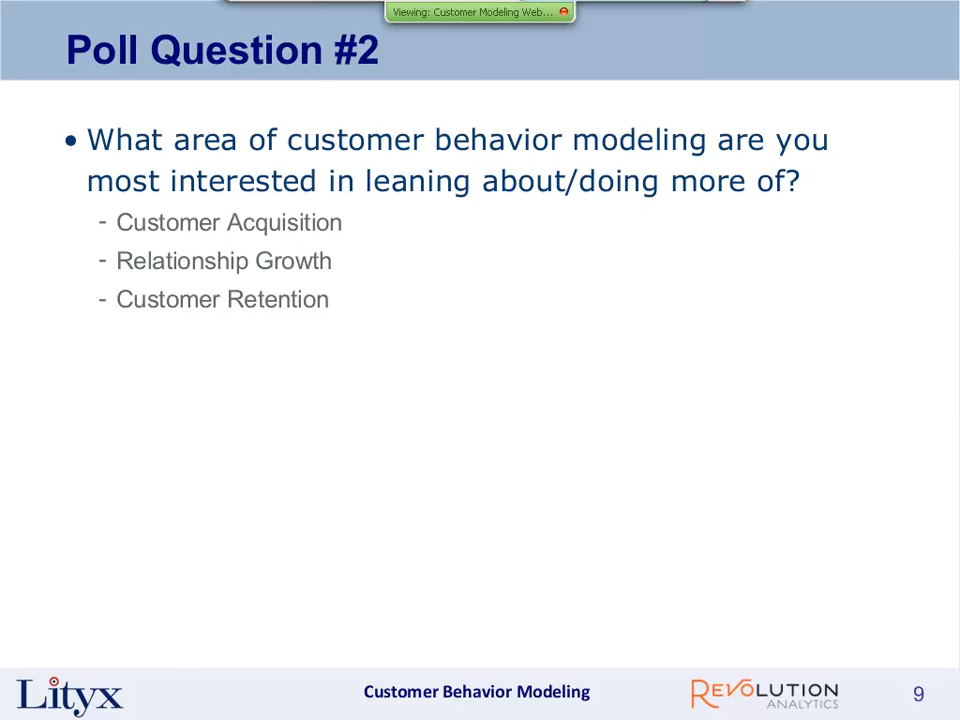 Viewing: Customer Modeling Web...
Poll Question #2
• What area of customer behavior modeling are you
most interested in leaning about/doing more of?
- Customer Acquisition
- Relationship Growth
- Customer Retention
Lityx
Customer Behavior Modeling
REVOLUTION
ANALYTICS
9